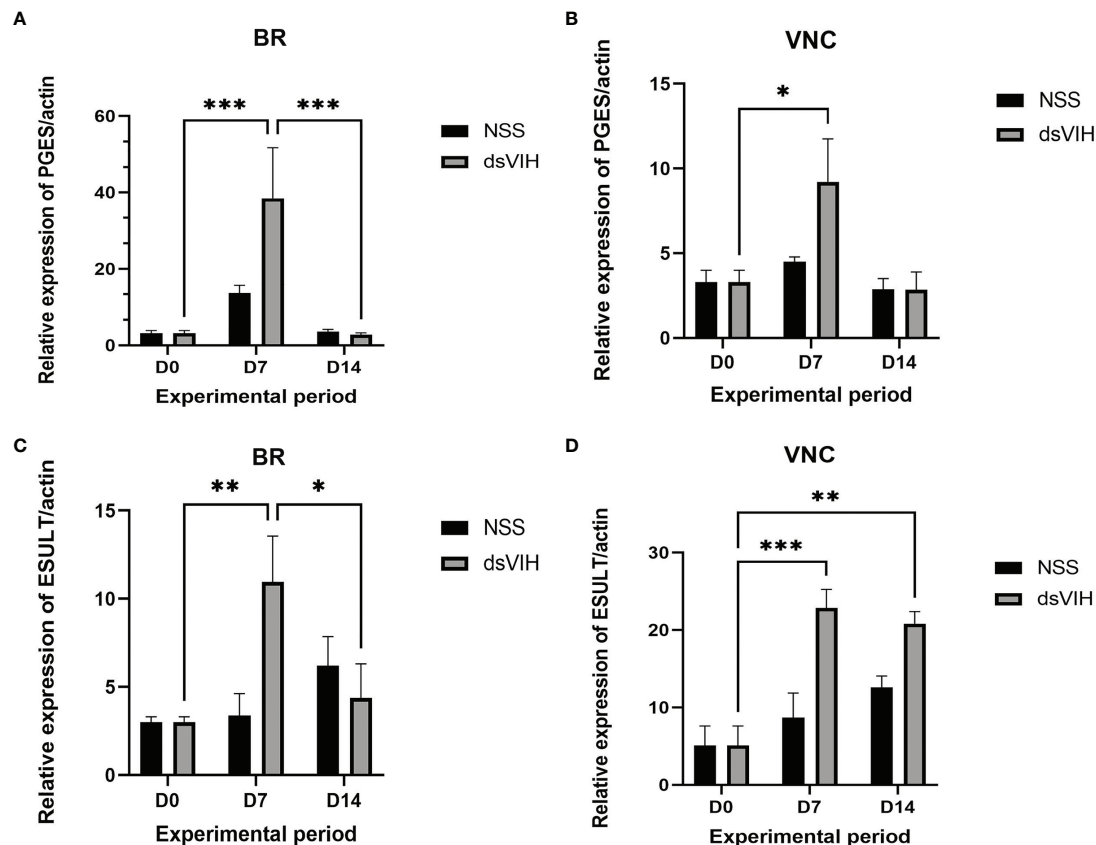 A
BR
Relative expression of PGES/actin
60
40
20
0
***
***
NSS
dsVIH
D0
D7
D14
Experimental period
B
VNC
Relative expression of PGES/actin
15
10
5
0
*
NSS
dsVIH
D0
D7
D14
Experimental period
C
BR
Relative expression of ESULT/actin
15
10
5
0
**
*
NSS
dsVIH
D0
D7
D14
Experimental period
D
VNC
Relative expression of ESULT/actin
30
20
10
0
**
***
NSS
dsVIH
D0
D7
D14
Experimental period